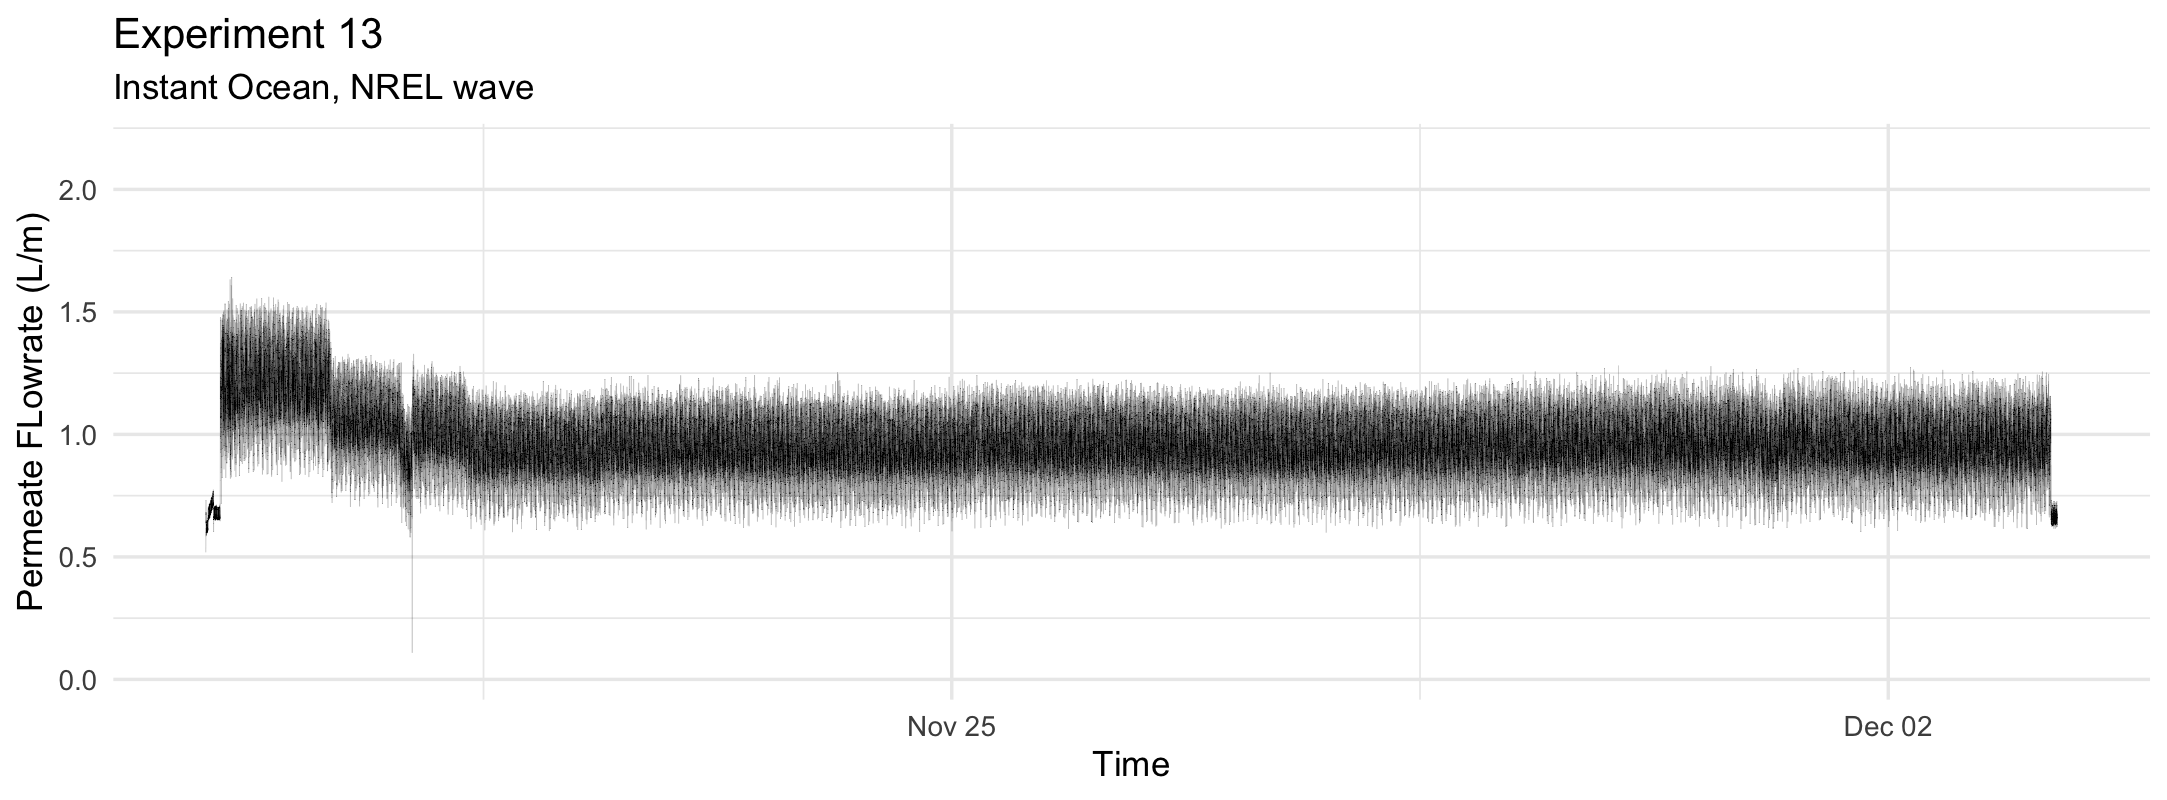 Experiment 13
Instant Ocean, NREL wave
Permeate FLowrate (L/m)
2.0
1.5
1.0
0.5
0.0
Nov 25
Dec 02
Time